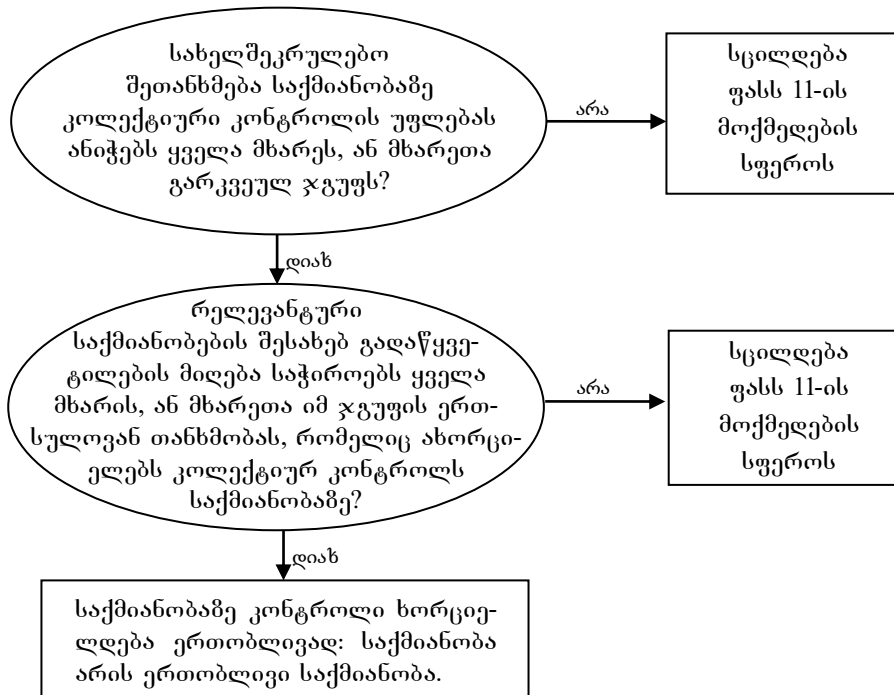 სახელშეკრულებო
შეთანხმება საქმიანობაზე
კოლექტიური კონტროლის უფლებას
ანიჭებს ყველა მხარეს, ან მხარეთა
გარკვეულ ჯგუფს?
არა
სცილდება
ფასს 11-ის
მოქმედების
სფეროს
დიახ
რელევანტური
საქმიანობების შესახებ გადაწყვე-
ტილების მიღება საჭიროებს ყველა
მხარის, ან მხარეთა იმ ჯგუფის ერთ-
სულოვან თანხმობას, რომელიც ახორცი-
ელებს კოლექტიურ კონტროლს
საქმიანობაზე?
არა
სცილდება
ფასს 11-ის
მოქმედების
სფეროს
დიახ
საქმიანობაზე კონტროლი ხორციე-
ლდება ერთობლივად: საქმიანობა
არის ერთობლივი საქმიანობა.